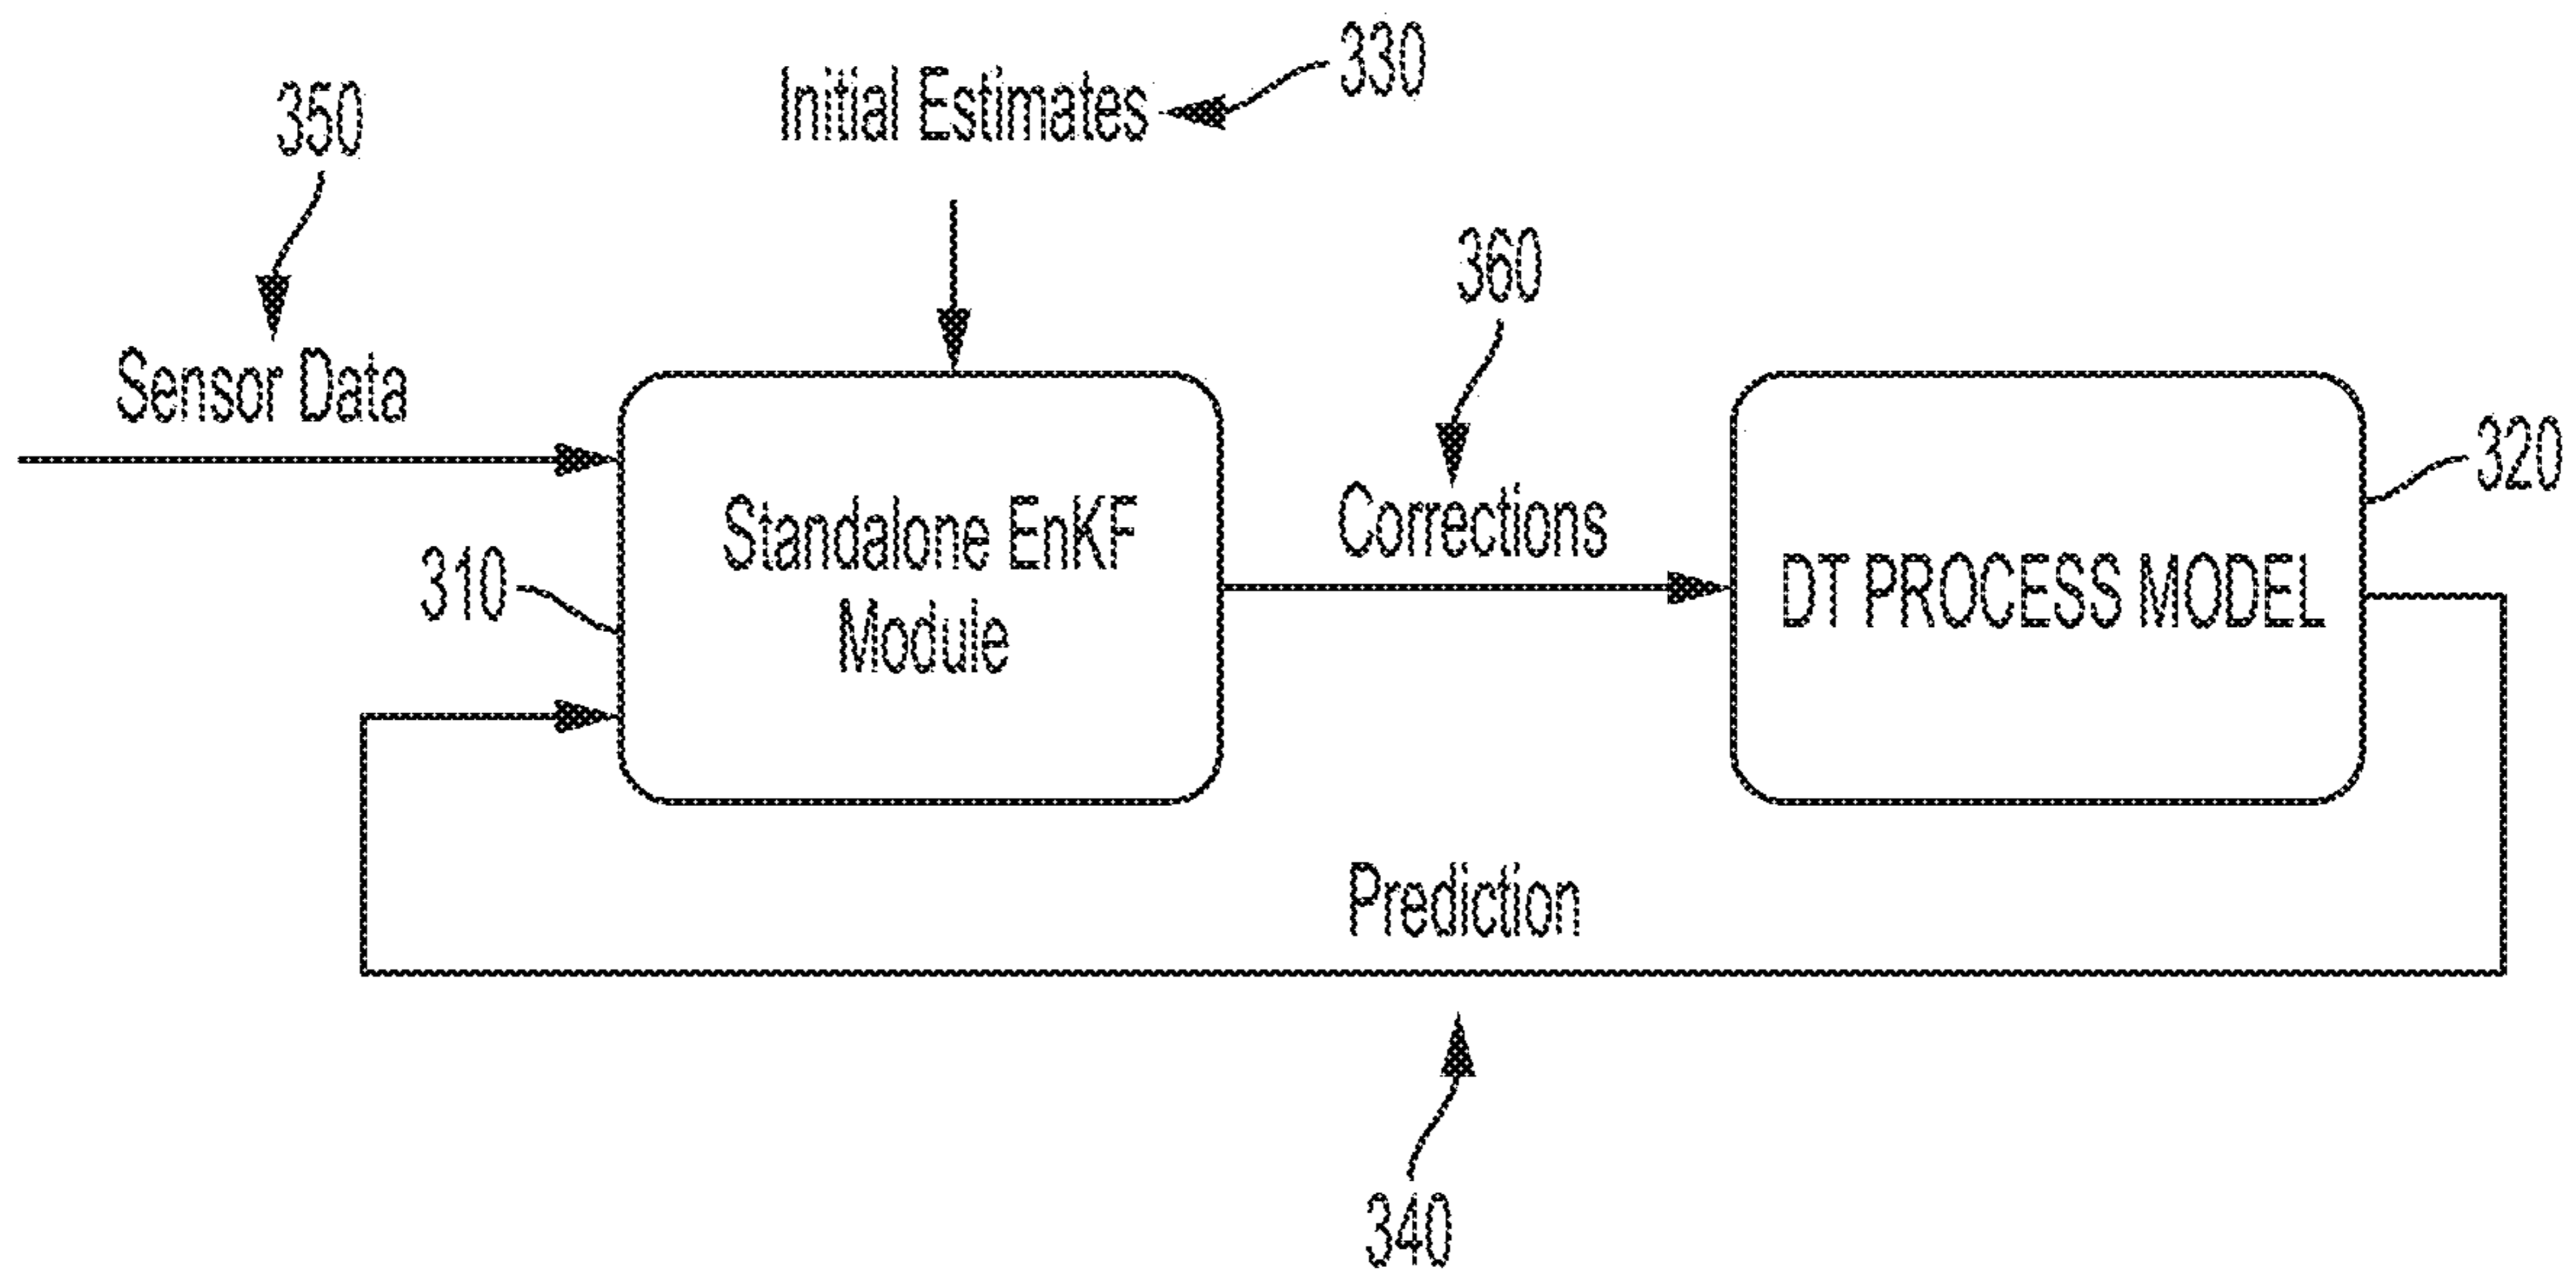 330
Initial Estimates
350
360
Sensor Data
320
Corrections
Standalone EnKF
Module
310
DT PROCESS MODEL
Prediction
340